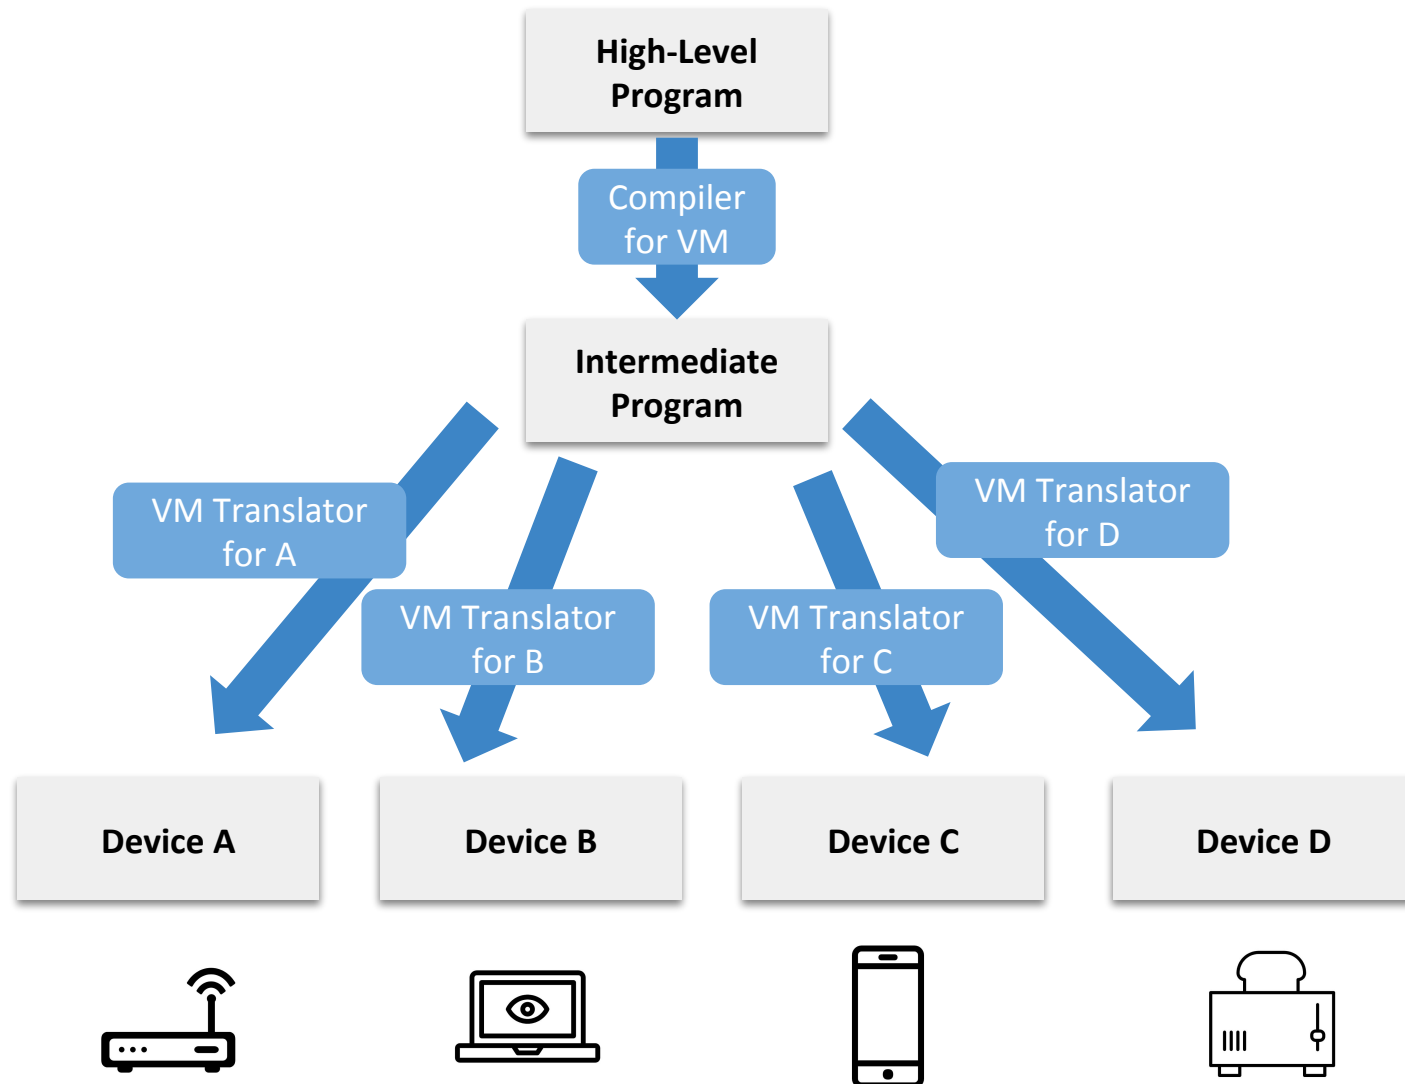 High-Level
Program
Compiler
for VM
Intermediate
Program
VM Translator
for A
VM Translator
for B
VM Translator
for C
VM Translator
for D
Device A
Device B
Device C
Device D